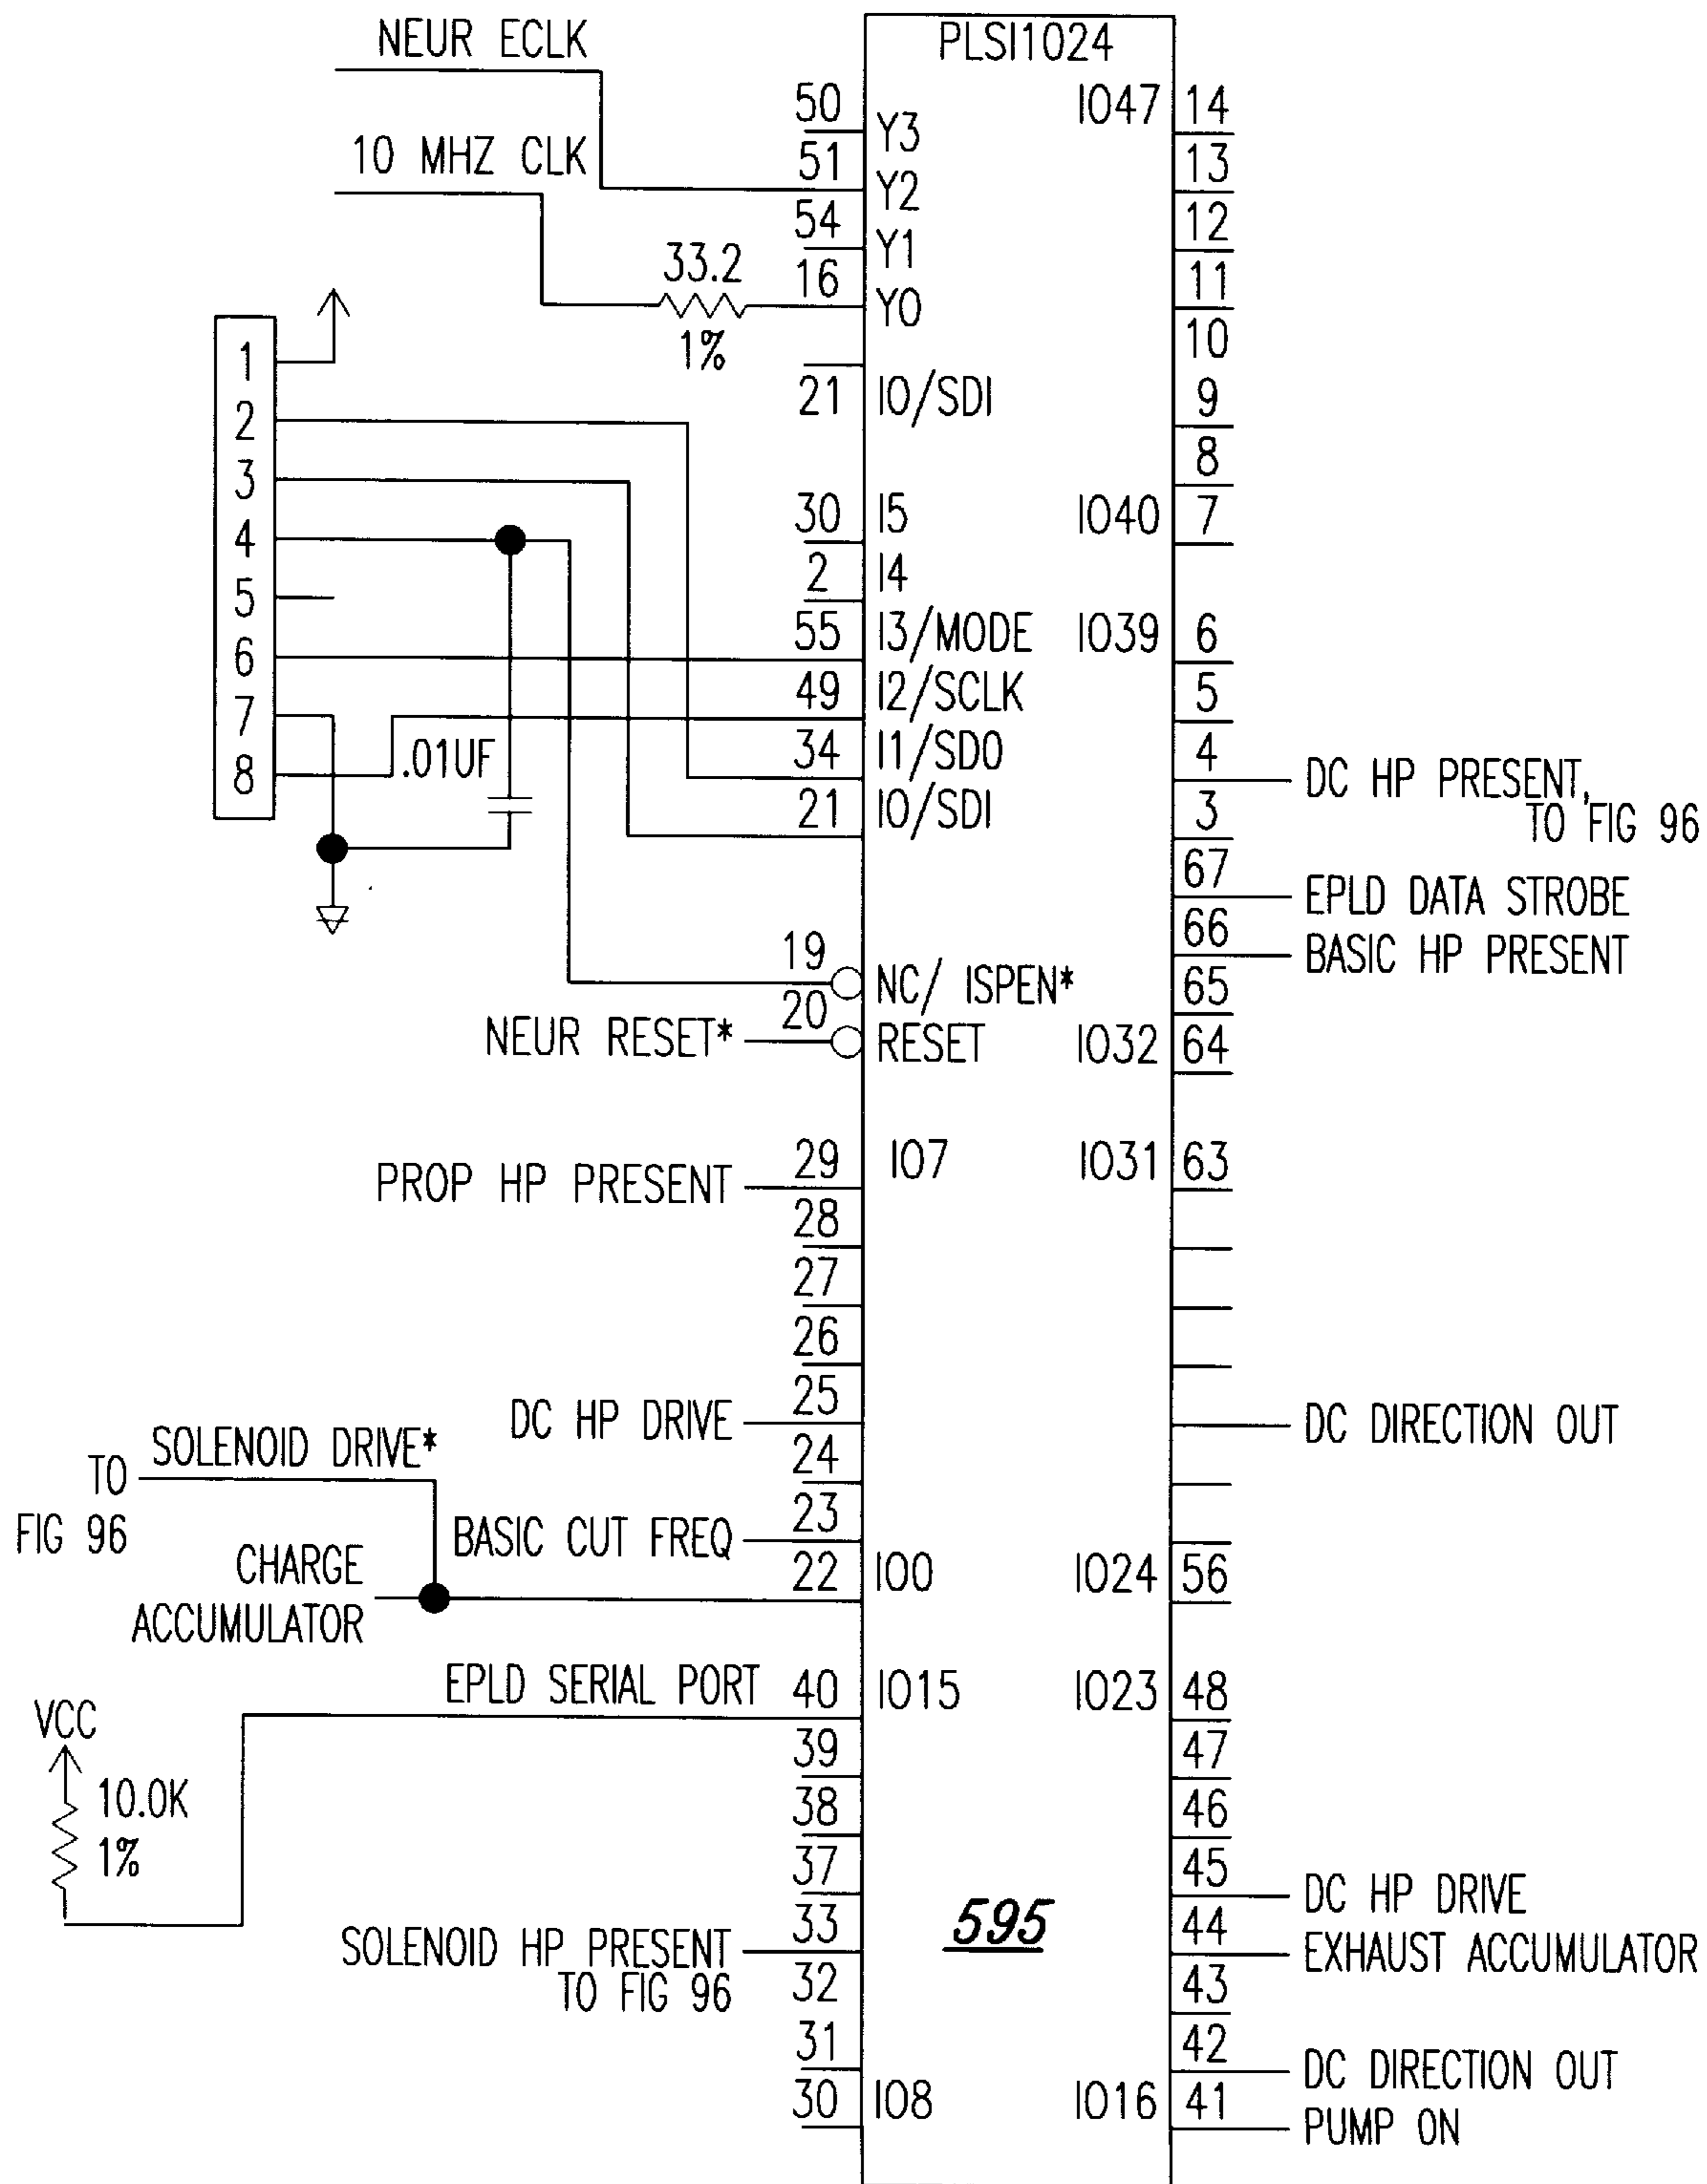 PLSI1024
NEUR ECLK
10 MHZ CLK
33.2
1%
50 Y3
51 Y2
54 Y1
16 Y0
21 I0/SDI
30 I5
2 I4
55 I3/MODE
49 I2/SCLK
34 I1/SDO
21 I0/SDI
1
2
3
4
5
6
7
8
.01UF
19 NC/ ISPEN*
NEUR RESET* 20 RESET
PROP HP PRESENT 29 IO7
28
27
26
DC HP DRIVE 25
24
BASIC CUT FREQ 23
22 IO0
SOLENOID DRIVE*
TO
FIG 96
CHARGE
ACCUMULATOR
EPLD SERIAL PORT 40 IO15
VCC
10.0K
1%
39
38
37
SOLENOID HP PRESENT 33
TO FIG 96
32
31
30 IO8
595
IO47 14
13
12
11
10
9
8
IO40 7
IO39 6
5
4 DC HP PRESENT,
TO FIG 96
3
67 EPLD DATA STROBE
66 BASIC HP PRESENT
65
IO32 64
IO31 63
DC DIRECTION OUT
IO24 56
IO23 48
47
46
45 DC HP DRIVE
44 EXHAUST ACCUMULATOR
43
42 DC DIRECTION OUT
IO16 41 PUMP ON